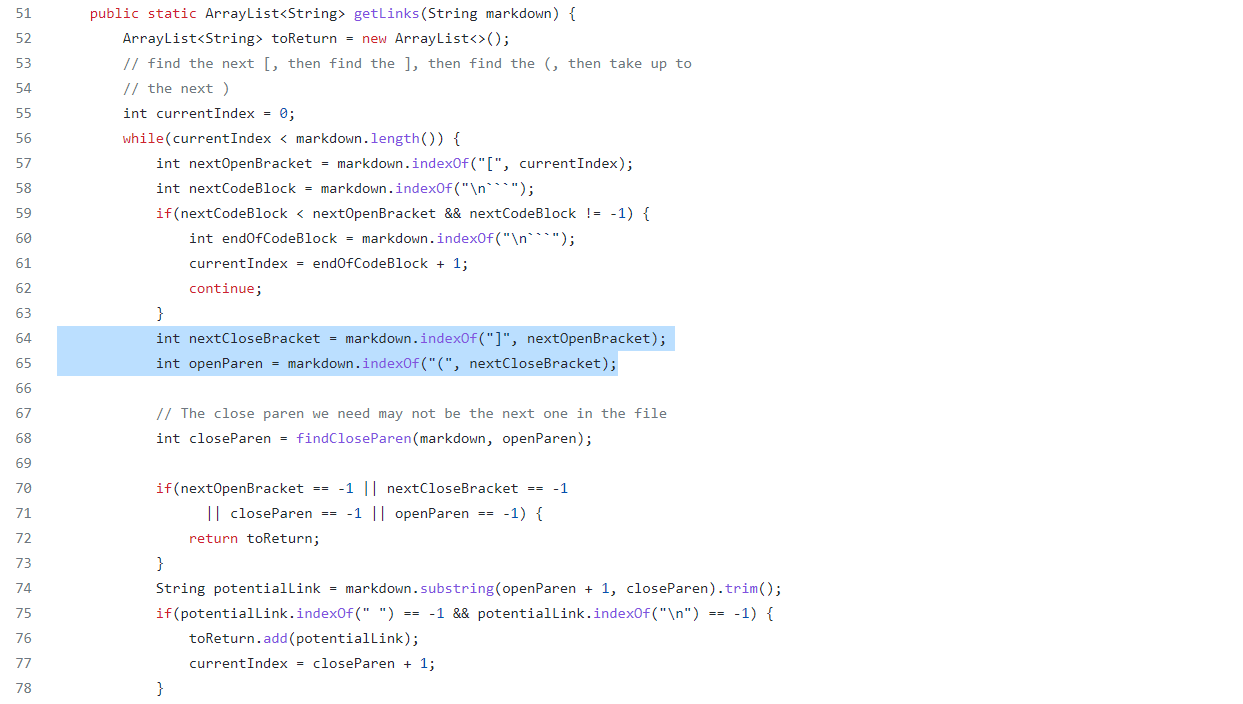 51 public static ArrayList<String> getLinks(String markdown) {
52 ArrayList<String> toReturn = new ArrayList<>();
53 // find the next [, then find the ], then find the (, then take up to
54 // the next )
55 int currentIndex = 0;
56 while(currentIndex < markdown.length()) {
57 int nextOpenBracket = markdown.indexOf("[", currentIndex);
58 int nextCodeBlock = markdown.indexOf("\n```");
59 if(nextCodeBlock < nextOpenBracket && nextCodeBlock != -1) {
60 int endOfCodeBlock = markdown.indexOf("\n```");
61 currentIndex = endOfCodeBlock + 1;
62 continue;
63 }
64 int nextCloseBracket = markdown.indexOf("]", nextOpenBracket);
65 int openParen = markdown.indexOf("(", nextCloseBracket);
66
67 // The close paren we need may not be the next one in the file
68 int closeParen = findCloseParen(markdown, openParen);
69
70 if(nextOpenBracket == -1 || nextCloseBracket == -1
71 || closeParen == -1 || openParen == -1) {
72 return toReturn;
73 }
74 String potentialLink = markdown.substring(openParen + 1, closeParen).trim();
75 if(potentialLink.indexOf(" ") == -1 && potentialLink.indexOf("\n") == -1) {
76 toReturn.add(potentialLink);
77 currentIndex = closeParen + 1;
78 }